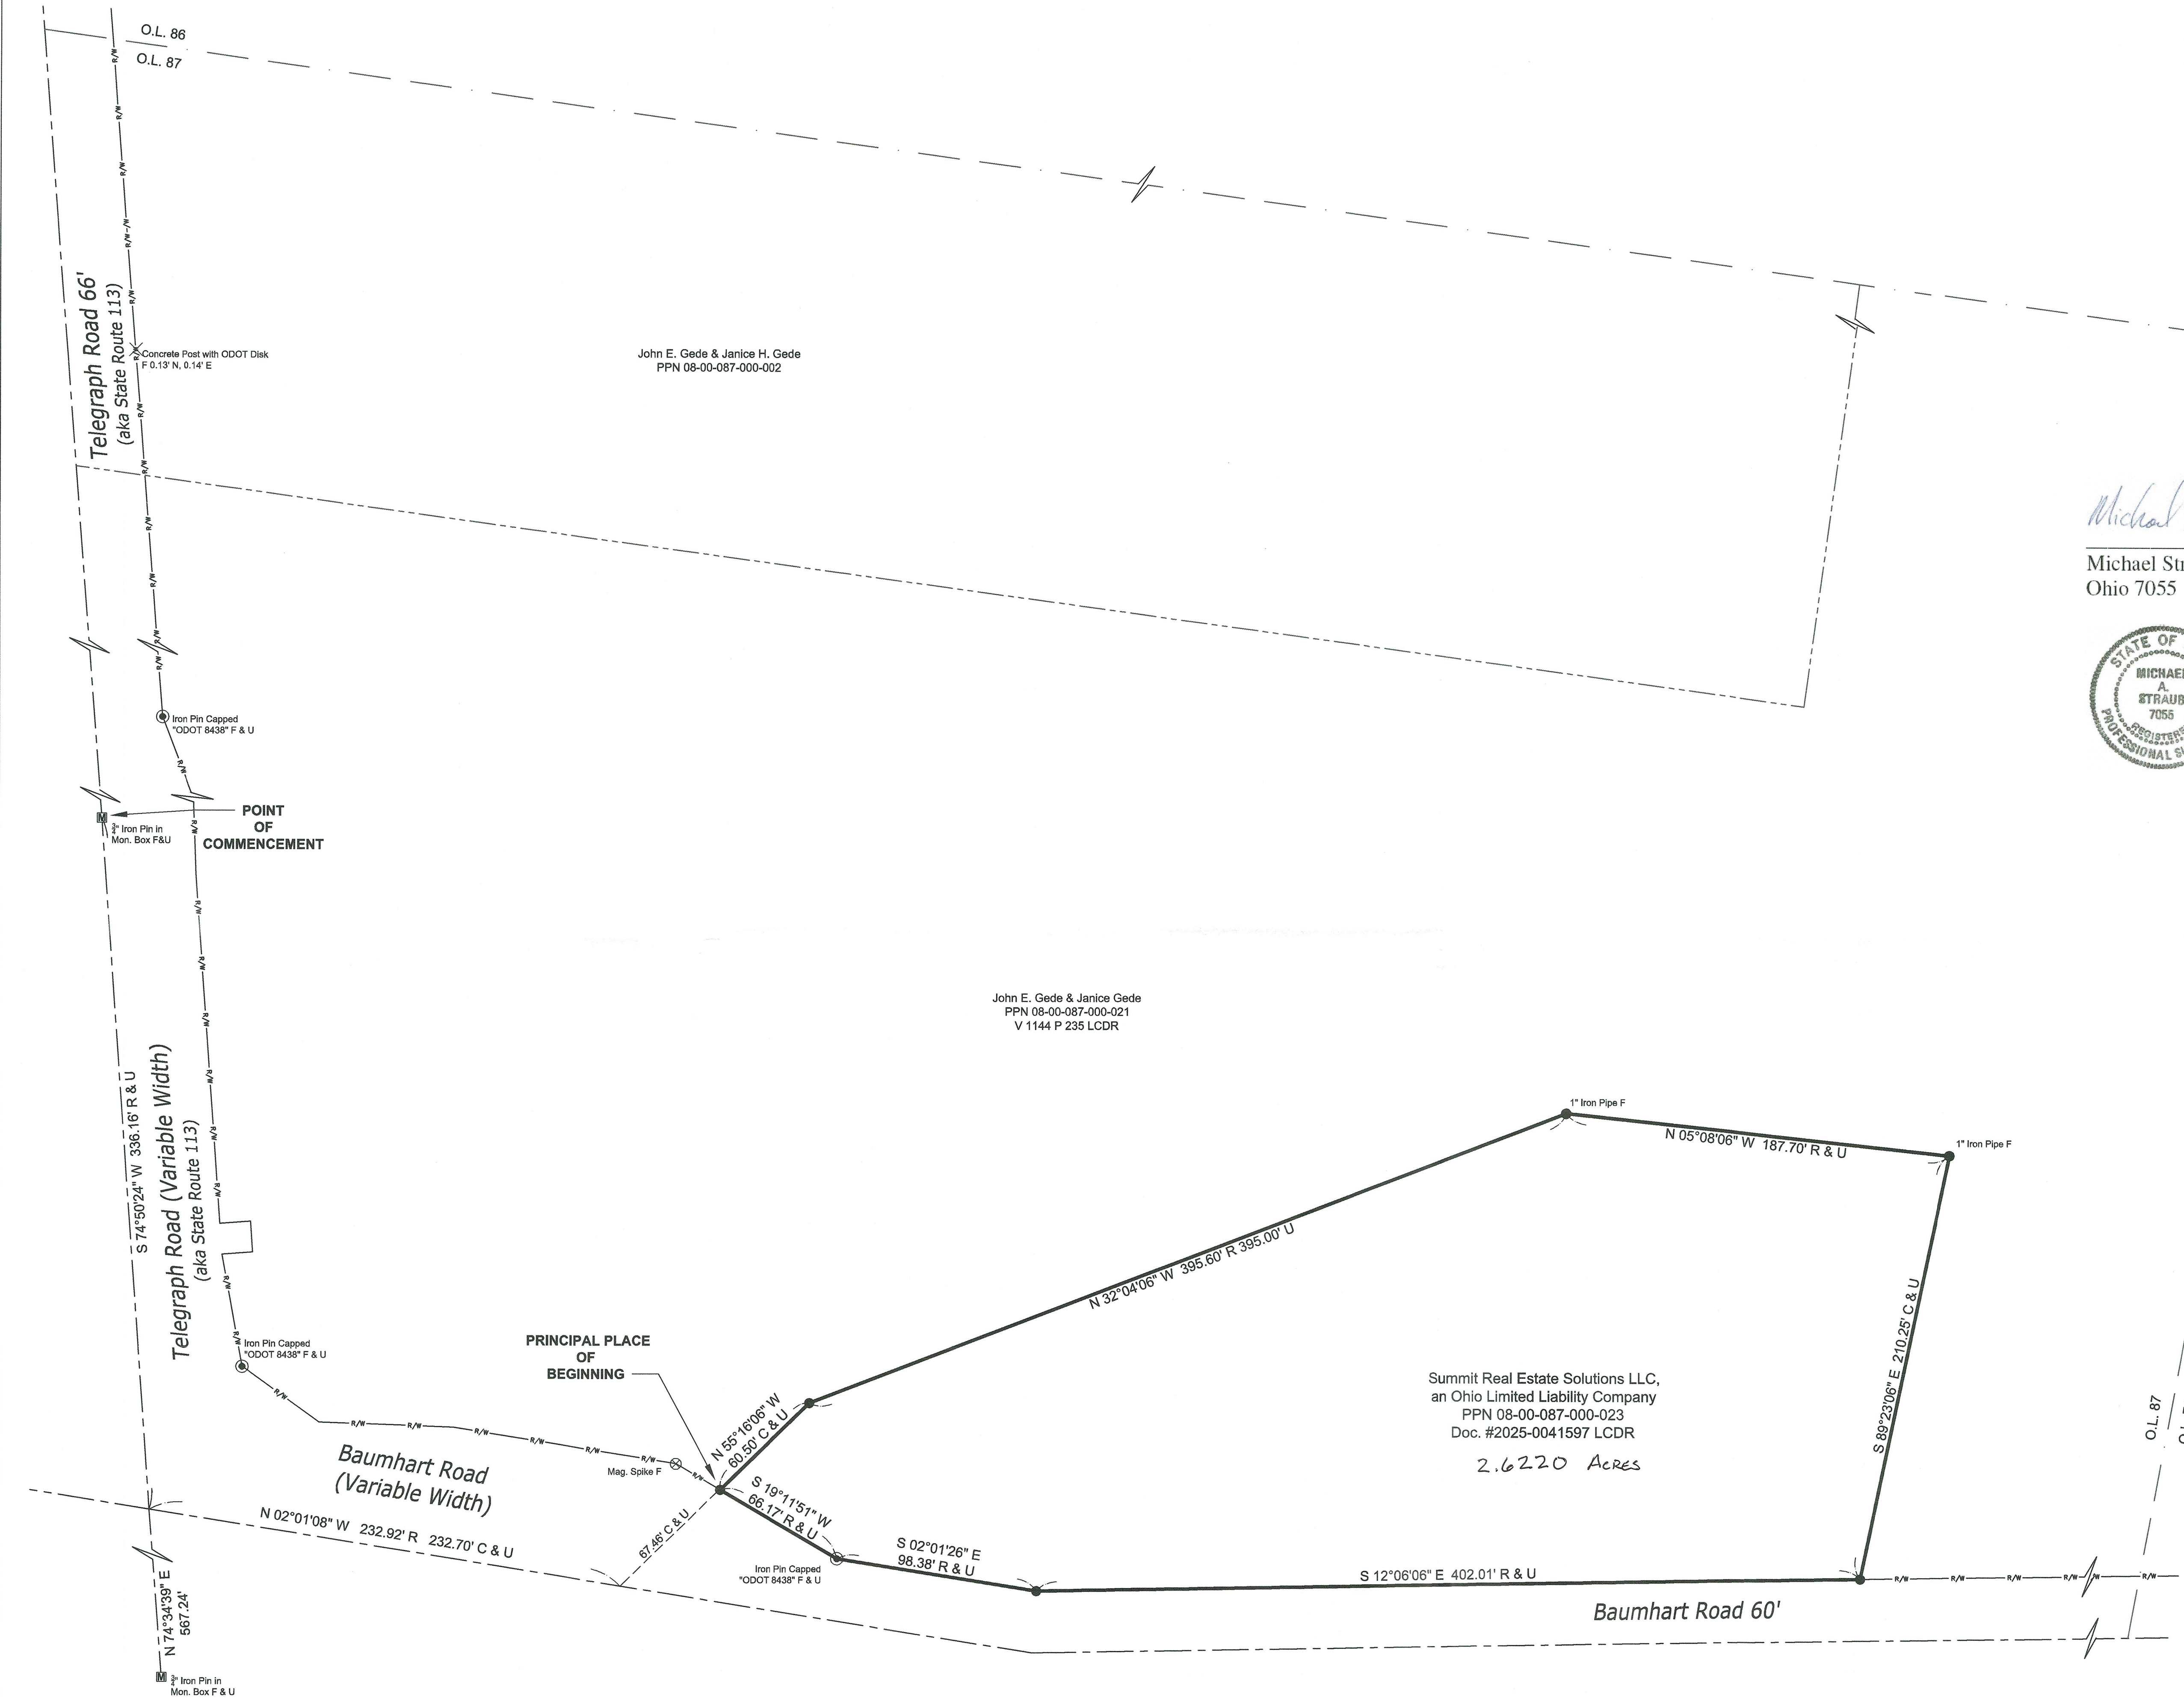 O.L. 86
O.L. 87
Telegraph Road 66'
(aka State Route 113)
Concrete Post with ODOT Disk
F 0.13' N, 0.14' E
John E. Gede & Janice H. Gede
PPN 08-00-087-000-002
Michael
Ohio 7055
STATE OF
MICHAEL
A.
STRAUB
7055
REGISTERE
PROFESSIONAL
Iron Pin Capped
"ODOT 8438" F & U
POINT
OF
COMMENCEMENT
3/4" Iron Pin in
Mon. Box F&U
S 74°50'24" W 336.16' R & U
Telegraph Road (Variable Width)
(aka State Route 113)
John E. Gede & Janice Gede
PPN 08-00-087-000-021
V 1144 P 235 LCDR
1" Iron Pipe F
N 05°08'06" W 187.70' R & U
1" Iron Pipe F
N 32°04'06" W 395.60' R 395.00' U
S 89°23'06" E 210.25' C & U
Iron Pin Capped
"ODOT 8438" F & U
PRINCIPAL PLACE
OF
BEGINNING
N 55°16'06" W
60.50' C & U
Summit Real Estate Solutions LLC,
an Ohio Limited Liability Company
PPN 08-00-087-000-023
Doc. #2025-0041597 LCDR
2.6220 ACRES
O.L. 87
Baumhart Road
(Variable Width)
Mag. Spike F
S 19°11'51" W
66.17' R & U
N 02°01'08" W 232.92' R 232.70' C & U
67.46' C & U
Iron Pin Capped
"ODOT 8438" F & U
S 02°01'26" E
98.38' R & U
S 12°06'06" E 402.01' R & U
Baumhart Road 60'
N 74°34'39" E
567.24'
3/4" Iron Pin in
Mon. Box F & U
R/W
M